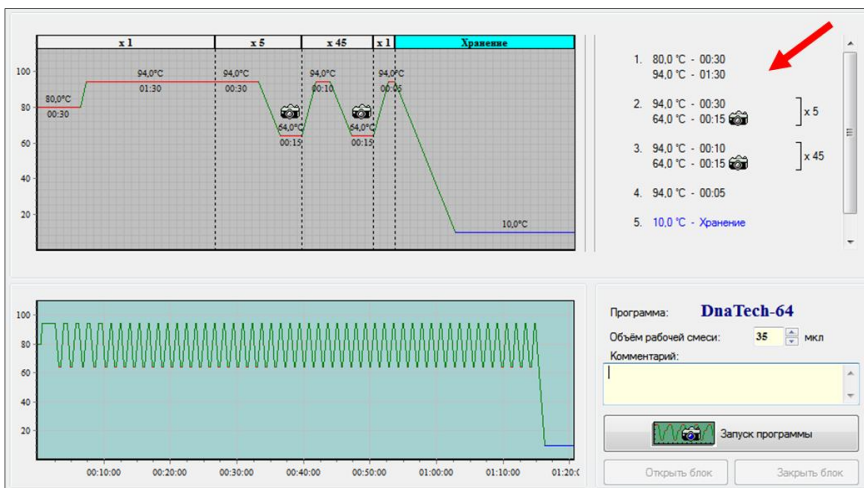 x 1 x 5 x 45 x 1 Хранение
100
80
60
40
20
80,0°C
00:30
94,0°C
01:30
94,0°C
00:30
64,0°C
00:15
94,0°C
00:10
64,0°C
00:15
94,0°C
00:05
10,0°C
1. 80,0 °C - 00:30
94,0 °C - 01:30
2. 94,0 °C - 00:30
64,0 °C - 00:15
x 5
3. 94,0 °C - 00:10
64,0 °C - 00:15
x 45
4. 94,0 °C - 00:05
5. 10,0 °C - Хранение
100
80
60
40
20
00:10:00 00:20:00 00:30:00 00:40:00 00:50:00 01:00:00 01:10:00 01:20:0
Программа: DnaTech-64
Объём рабочей смеси: 35 мкл
Комментарий:
Запуск программы
Открыть блок Закрыть блок